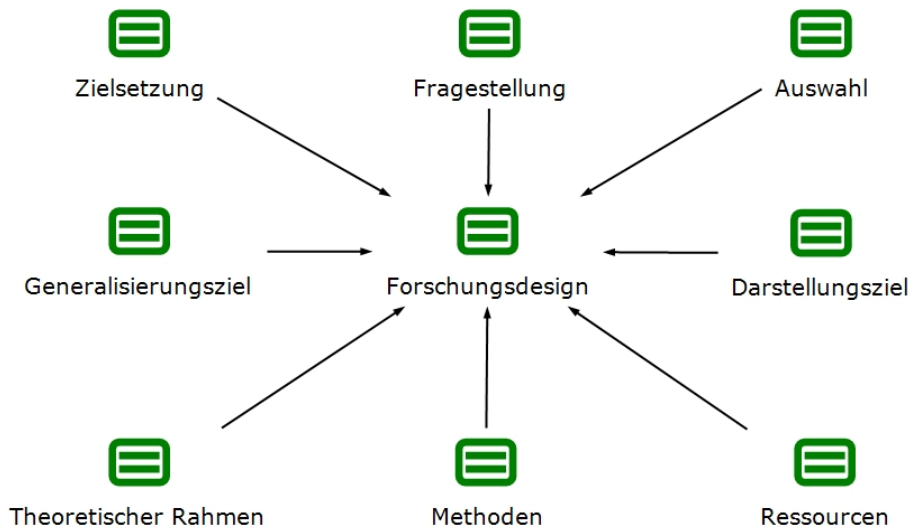 Zielsetzung
Fragestellung
Auswahl
Generalisierungsziel
Forschungsdesign
Darstellungsziel
Theoretischer Rahmen
Methoden
Ressourcen